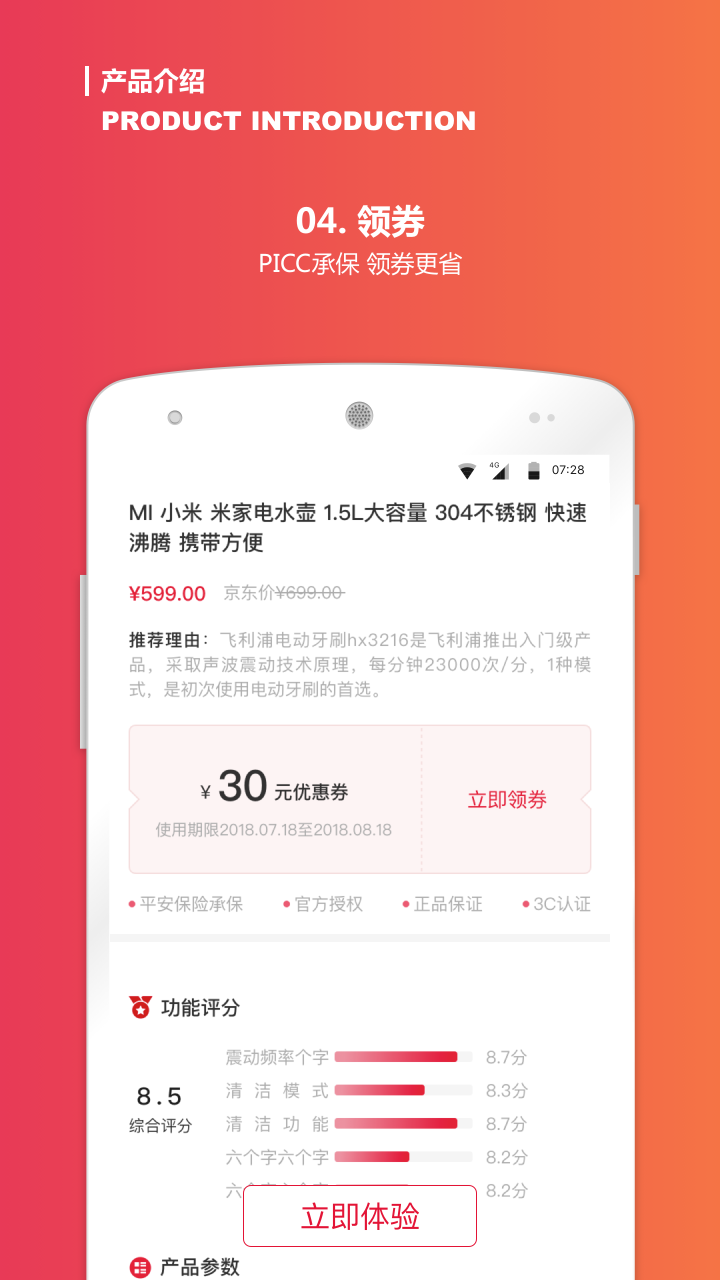 产品介绍
PRODUCT INTRODUCTION
04. 领券
PICC承保 领券更省
4G 07:28
MI 小米 米家电水壶 1.5L大容量 304不锈钢 快速
沸腾 携带方便
¥599.00 京东价¥699.00
推荐理由：飞利浦电动牙刷hx3216是飞利浦推出入门级产
品，采取声波震动技术原理，每分钟23000次/分，1种模
式，是初次使用电动牙刷的首选。
¥ 30 元优惠券
立即领券
使用期限2018.07.18至2018.08.18
平安保险承保 官方授权 正品保证 3C认证
功能评分
震动频率个字 8.7分
清洁模式 8.3分
8.5
综合评分
清洁功能 8.7分
六个字六个字 8.2分
8.2分
立即体验
产品参数